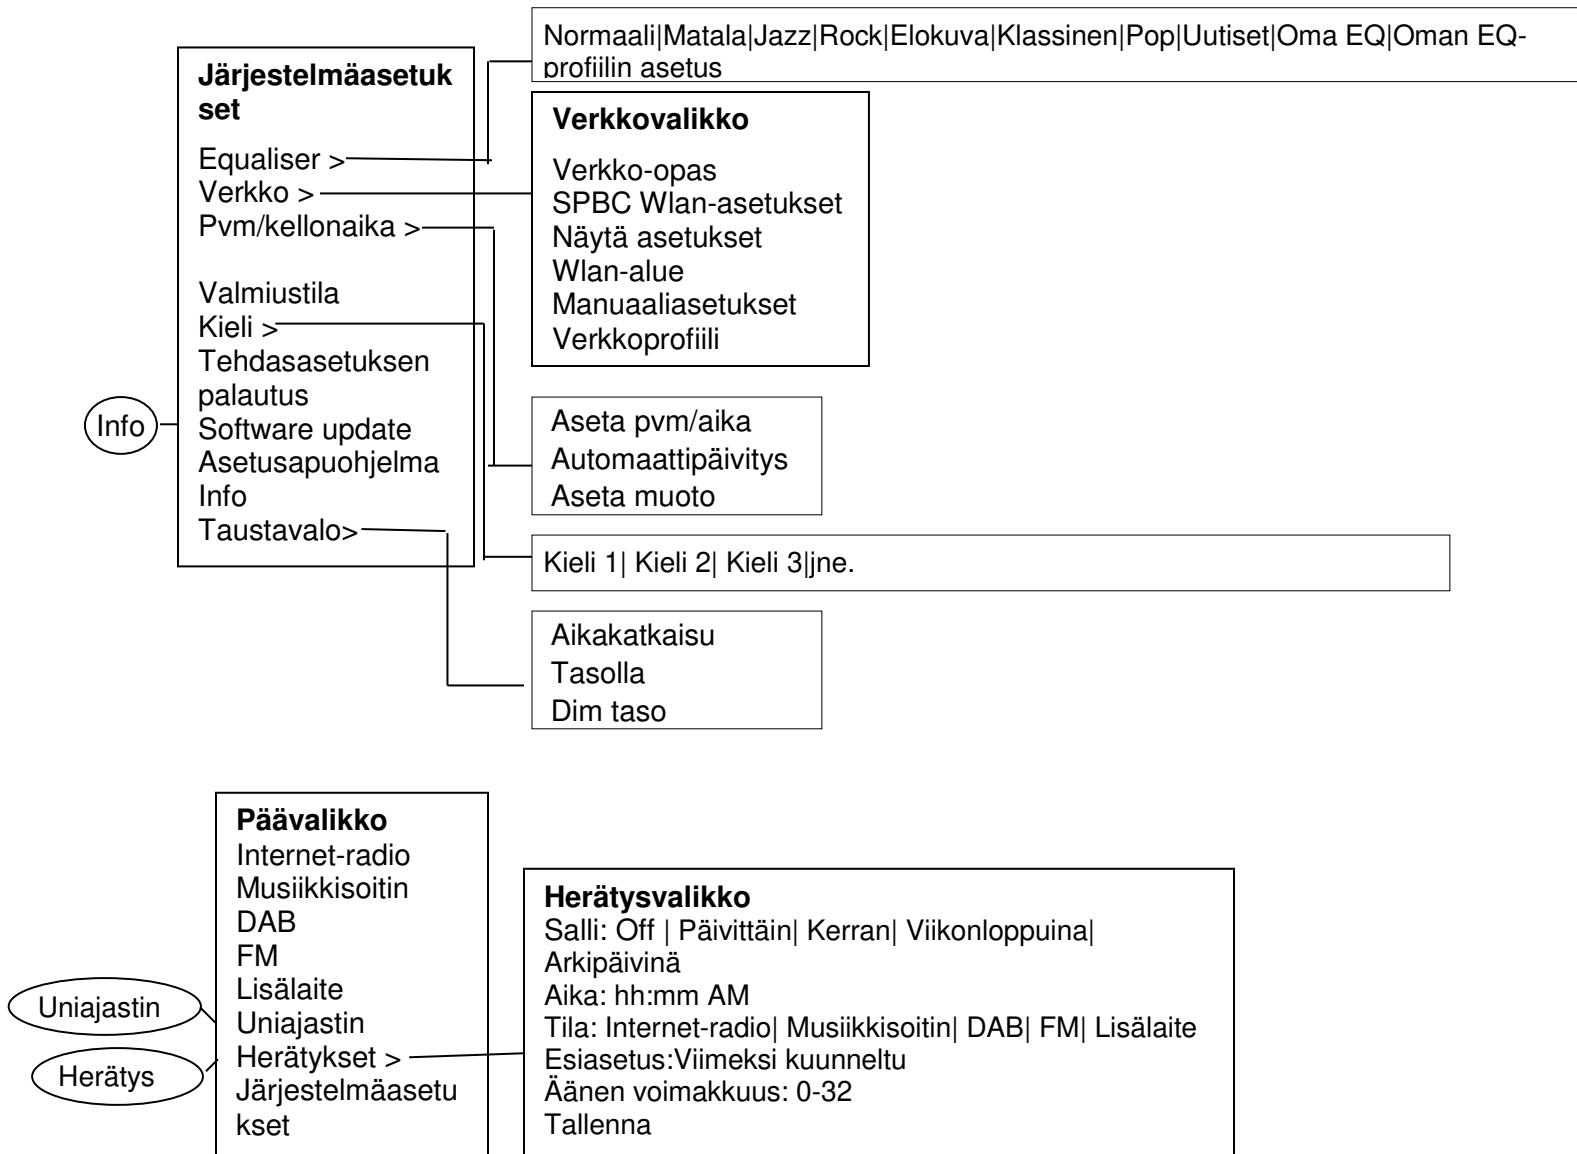 Normaali|Matala|Jazz|Rock|Elokuva|Klassinen|Pop|Uutiset|Oma EQ|Oman EQ-
profiilin asetus
Järjestelmäasetuk
set
Equaliser >
Verkko >
Pvm/kellonaika >
Valmiustila
Kieli >
Tehdasasetuksen
palautus
Software update
Asetusapuohjelma
Info
Taustavalo>
Info
Verkkovalikko
Verkko-opas
SPBC Wlan-asetukset
Näytä asetukset
Wlan-alue
Manuaaliasetukset
Verkkoprofiili
Aseta pvm/aika
Automaattipäivitys
Aseta muoto
Kieli 1| Kieli 2| Kieli 3|jne.
Aikakatkaisu
Tasolla
Dim taso
Päävalikko
Internet-radio
Musiikkisoitin
DAB
FM
Lisälaite
Uniajastin
Herätykset >
Järjestelmäasetu
kset
Uniajastin
Herätys
Herätysvalikko
Salli: Off | Päivittäin| Kerran| Viikonloppuina|
Arkipäivinä
Aika: hh:mm AM
Tila: Internet-radio| Musiikkisoitin| DAB| FM| Lisälaite
Esiasetus:Viimeksi kuunneltu
Äänen voimakkuus: 0-32
Tallenna